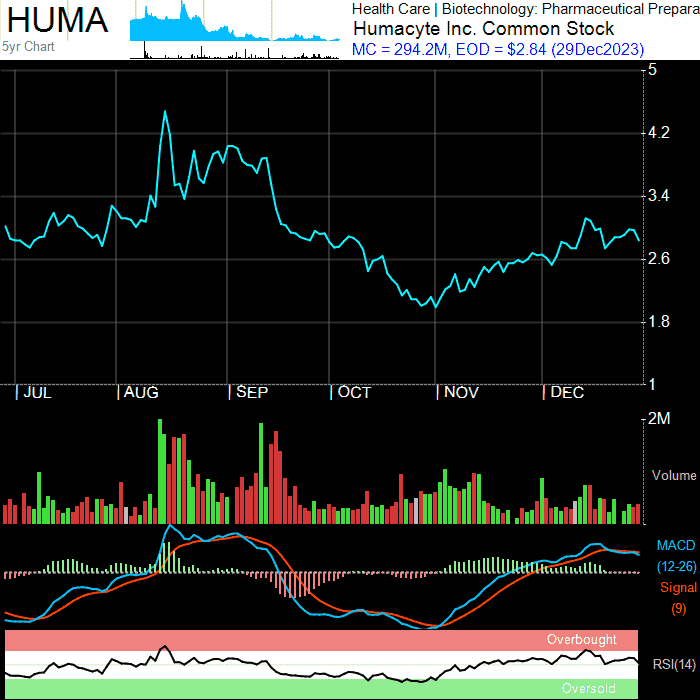 HUMA
5yr Chart
Health Care | Biotechnology: Pharmaceutical Prepara
Humacyte Inc. Common Stock
MC = 294.2M, EOD = $2.84 (29Dec2023)
5
4.2
3.4
2.6
1.8
1
JUL AUG SEP OCT NOV DEC
2M
Volume
MACD
(12-26)
Signal
(9)
Overbought
RSI(14)
Oversold